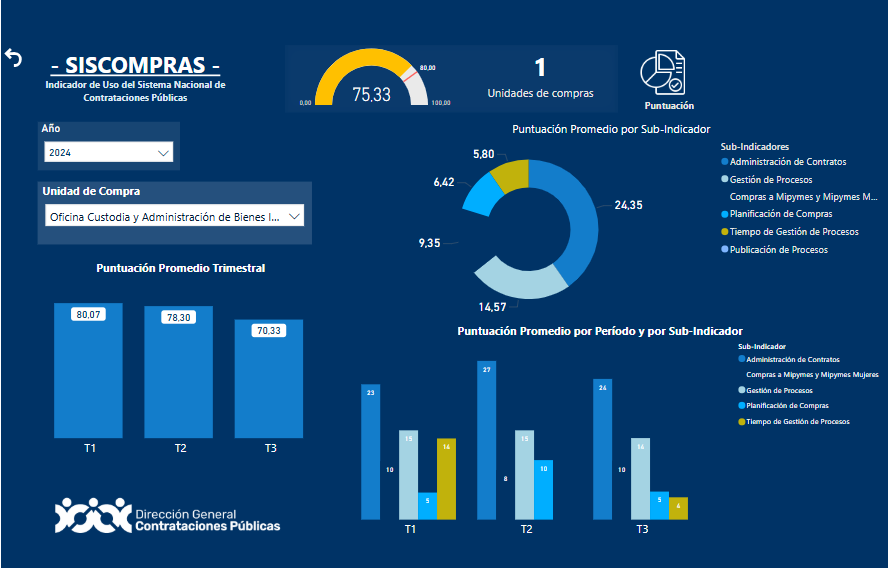 - SISCOMPRAS -
Indicador de Uso del Sistema Nacional de
Contrataciones Públicas
0,00
75,33
80,00
100,00
1
Unidades de compras
Puntuación
Año
2024
Unidad de Compra
Oficina Custodia y Administración de Bienes I...
Puntuación Promedio por Sub-Indicador
5,80
6,42
24,35
9,35
14,57
Sub-Indicadores
Administración de Contratos
Gestión de Procesos
Compras a Mipymes y Mipymes M...
Planificación de Compras
Tiempo de Gestión de Procesos
Publicación de Procesos
Puntuación Promedio Trimestral
80,07
78,30
70,33
T1
T2
T3
Puntuación Promedio por Período y por Sub-Indicador
Sub-Indicador
Administración de Contratos
Compras a Mipymes y Mipymes Mujeres
Gestión de Procesos
Planificación de Compras
Tiempo de Gestión de Procesos
23
10
15
5
14
27
8
15
10
26
10
14
5
4
T1
T2
T3
Dirección General
Contrataciones Públicas